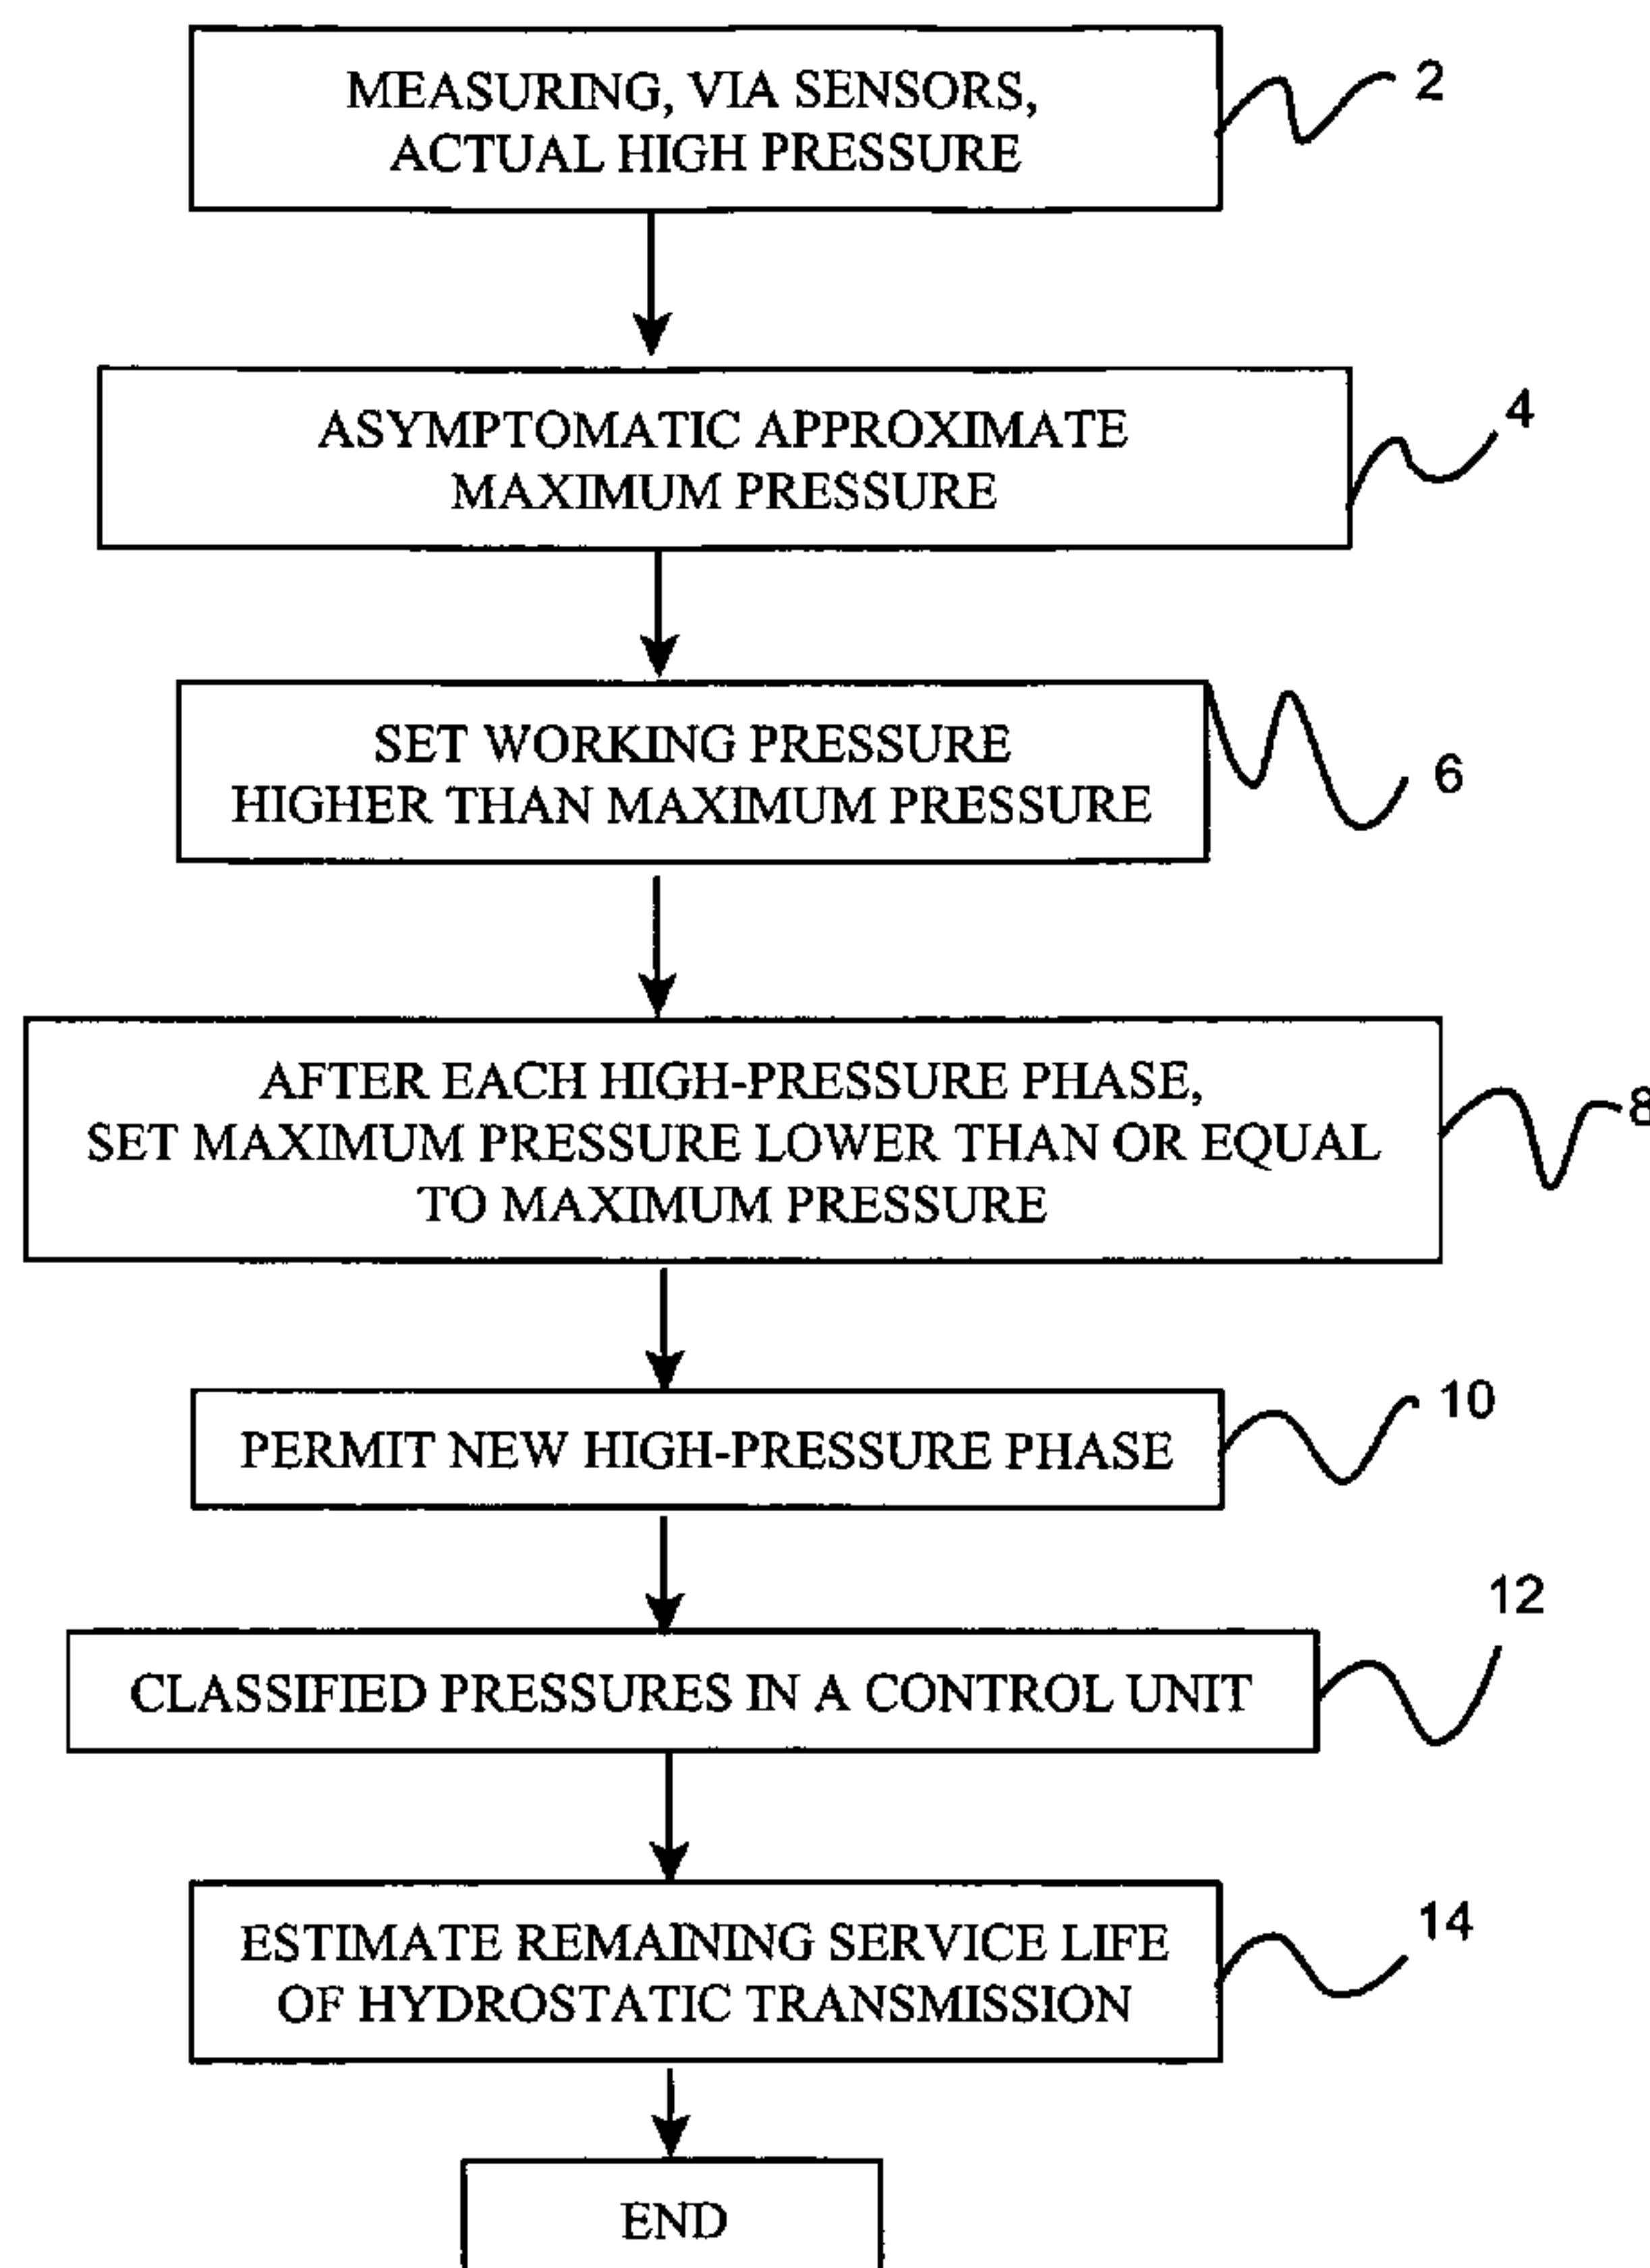 MEASURING, VIA SENSORS,
ACTUAL HIGH PRESSURE
2
ASYMPTOMATIC APPROXIMATE
MAXIMUM PRESSURE
4
SET WORKING PRESSURE
HIGHER THAN MAXIMUM PRESSURE
6
AFTER EACH HIGH-PRESSURE PHASE,
SET MAXIMUM PRESSURE LOWER THAN OR EQUAL
TO MAXIMUM PRESSURE
8
PERMIT NEW HIGH-PRESSURE PHASE
10
CLASSIFIED PRESSURES IN A CONTROL UNIT
12
ESTIMATE REMAINING SERVICE LIFE
OF HYDROSTATIC TRANSMISSION
14
END